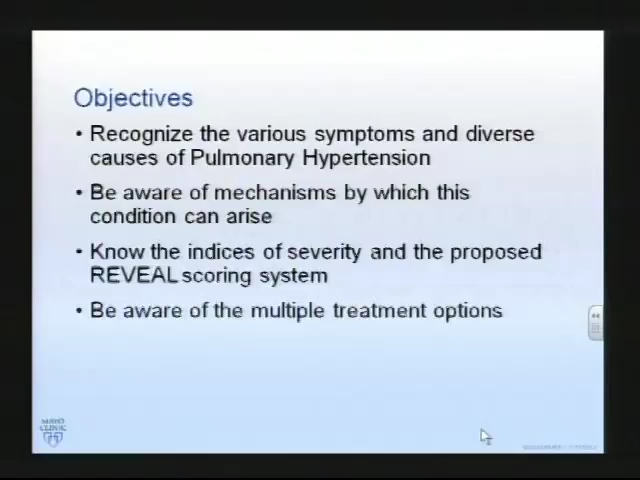 Objectives
• Recognize the various symptoms and diverse
causes of Pulmonary Hypertension
• Be aware of mechanisms by which this
condition can arise
• Know the indices of severity and the proposed
REVEAL scoring system
• Be aware of the multiple treatment options
MAYO
CLINIC